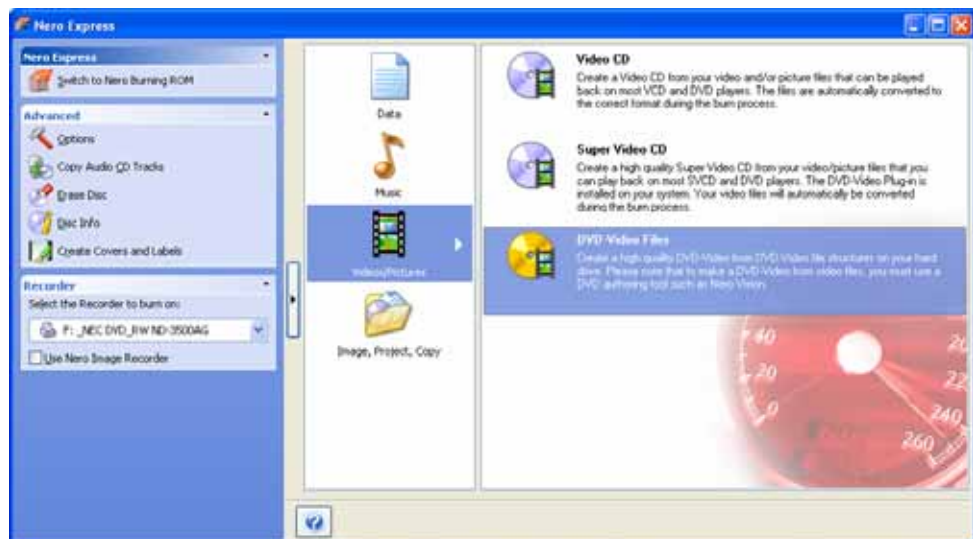 Nero Express
Nero Express
Switch to Nero Burning ROM
Advanced
Options
Copy Audio CD Tracks
Erase Disc
Disc Info
Create Covers and Labels
Recorder
Select the Recorder to burn on:
F: _NEC DVD_RW ND-3500AG
Use Nero Image Recorder
Data
Music
Videos/Pictures
Image, Project, Copy
Video CD
Create a Video CD from your video and/or picture files that can be played
back on most VCD and DVD players. The files are automatically converted to
the correct format during the burn process.
Super Video CD
Create a high quality Super Video CD from your video/picture files that you
can play back on most SVCD and DVD players. The DVD-Video Plug-in is
installed on your system. Your video files will automatically be converted
during the burn process.
DVD-Video Files
Create a high quality DVD-Video from DVD-Video file structures on your hard
drive. Please note that to make a DVD-Video from video files, you must use a
DVD authoring tool such as Nero Vision.
40
20
0
220
240
260